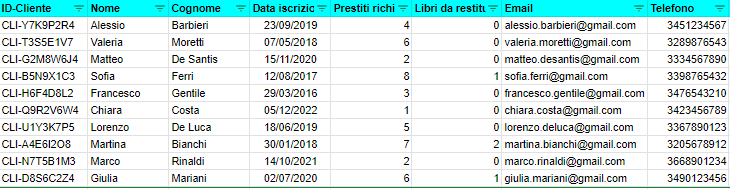 ID-Cliente Nome Cognome Data iscrizio Prestiti richi Libri da restitu Email Telefono
CLI-Y7K9P2R4 Alessio Barbieri 23/09/2019 4 0 alessio.barbieri@gmail.com 3451234567
CLI-T3S5E1V7 Valeria Moretti 07/05/2018 6 0 valeria.moretti@gmail.com 3289876543
CLI-G2M8W6J4 Matteo De Santis 15/11/2020 2 0 matteo.desantis@gmail.com 3334567890
CLI-B5N9X1C3 Sofia Ferri 12/08/2017 8 1 sofia.ferri@gmail.com 3398765432
CLI-H6F4D8L2 Francesco Gentile 29/03/2016 3 0 francesco.gentile@gmail.com 3476543210
CLI-Q9R2V6W4 Chiara Costa 05/12/2022 1 0 chiara.costa@gmail.com 3423456789
CLI-U1Y3K7P5 Lorenzo De Luca 18/06/2019 5 0 lorenzo.deluca@gmail.com 3367890123
CLI-A4E6I2O8 Martina Bianchi 30/01/2018 7 2 martina.bianchi@gmail.com 3205678912
CLI-N7T5B1M3 Marco Rinaldi 14/10/2021 2 0 marco.rinaldi@gmail.com 3668901234
CLI-D8S6C2Z4 Giulia Mariani 02/07/2020 6 1 giulia.mariani@gmail.com 3490123456